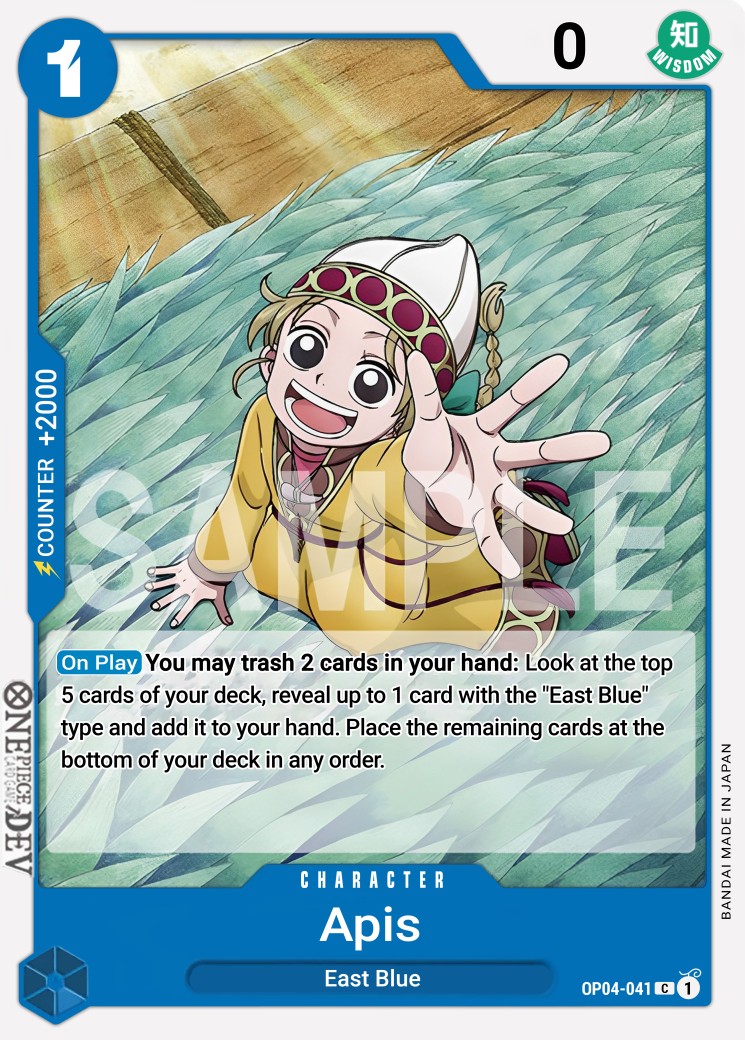 1
0
知
WISDOM
COUNTER +2000
SAMPLE
On Play You may trash 2 cards in your hand: Look at the top
5 cards of your deck, reveal up to 1 card with the "East Blue"
type and add it to your hand. Place the remaining cards at the
bottom of your deck in any order.
ONE PIECE
CARD GAME
.DEV
BANDAI MADE IN JAPAN
CHARACTER
Apis
East Blue
OP04-041 C 1